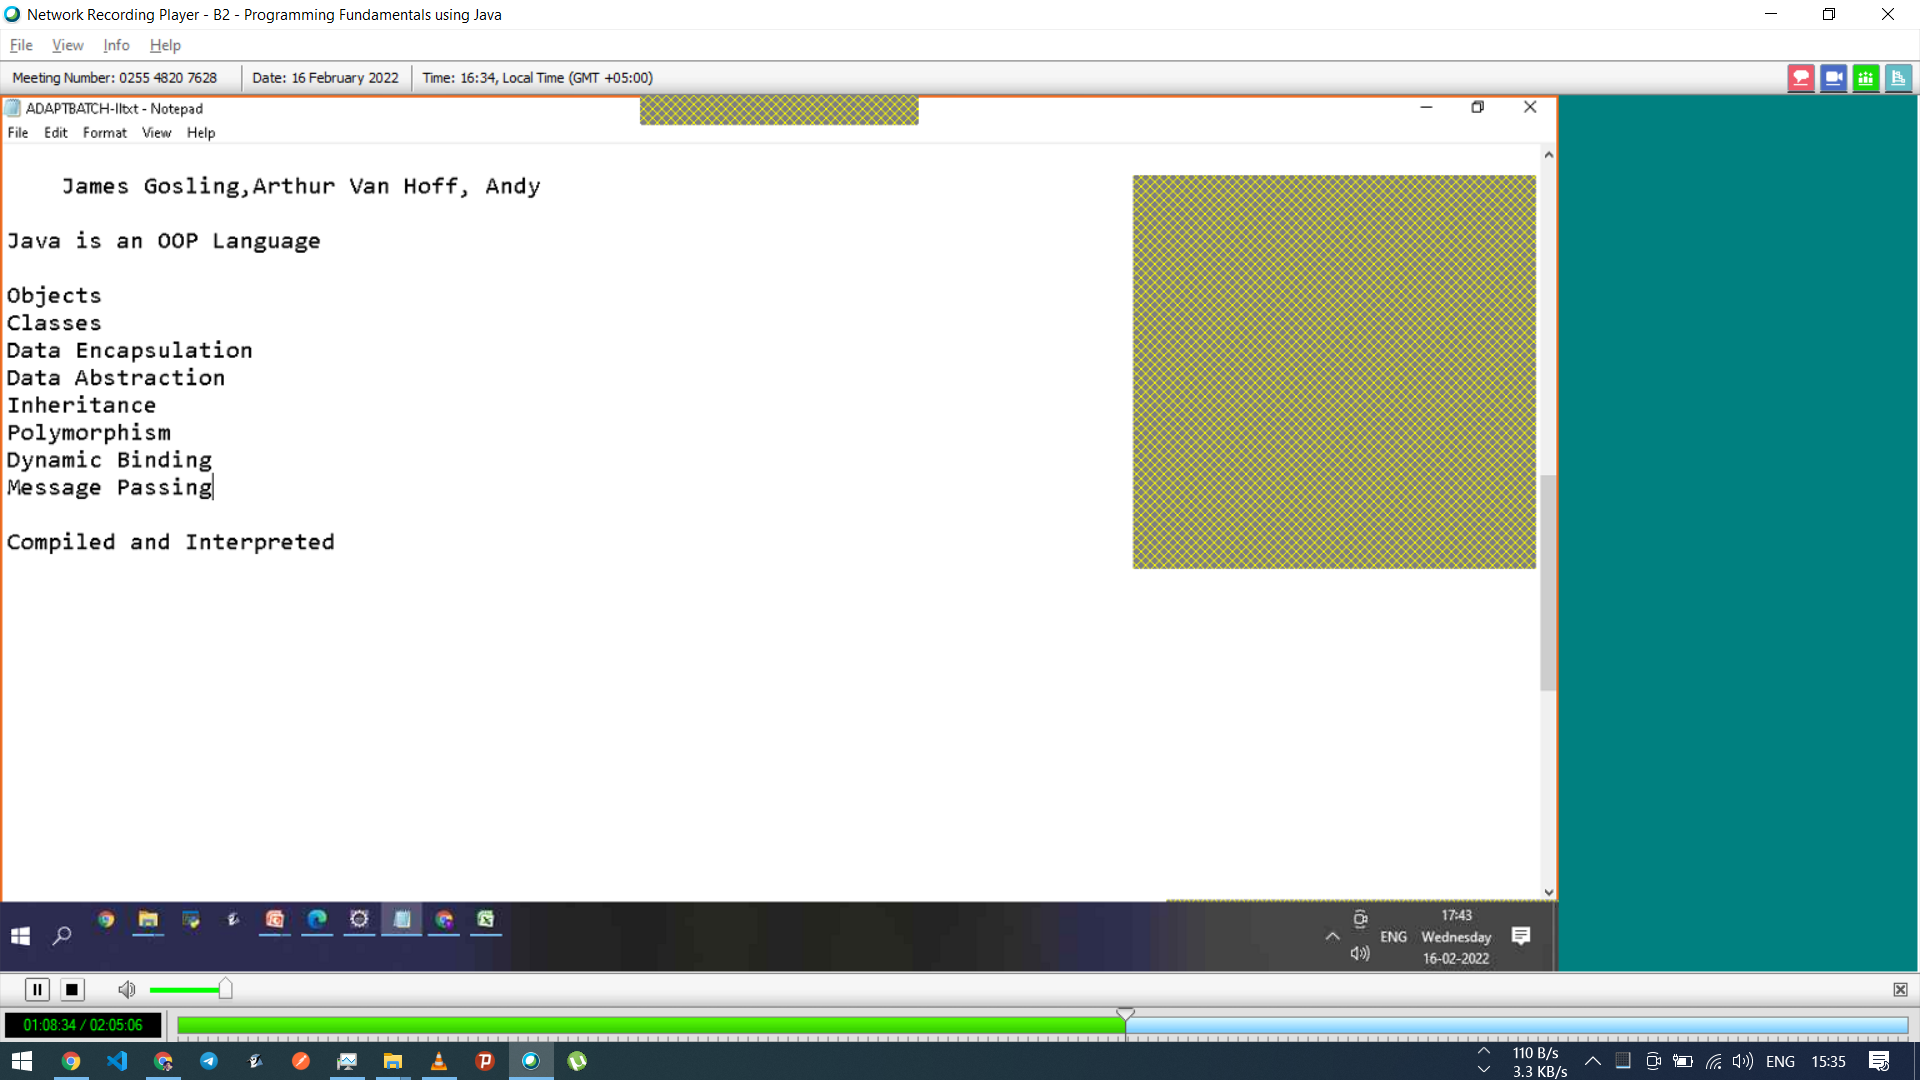 Network Recording Player - B2 - Programming Fundamentals using Java
File View Info Help
Meeting Number: 0255 4820 7628 Date: 16 February 2022 Time: 16:34, Local Time (GMT +05:00)
ADAPTBATCH-II.txt - Notepad
File Edit Format View Help
James Gosling,Arthur Van Hoff, Andy
Java is an OOP Language
Objects
Classes
Data Encapsulation
Data Abstraction
Inheritance
Polymorphism
Dynamic Binding
Message Passing
Compiled and Interpreted
17:43
ENG Wednesday
16-02-2022
01:08:34 / 02:05:06
110 B/s
3.3 KB/s
ENG 15:35